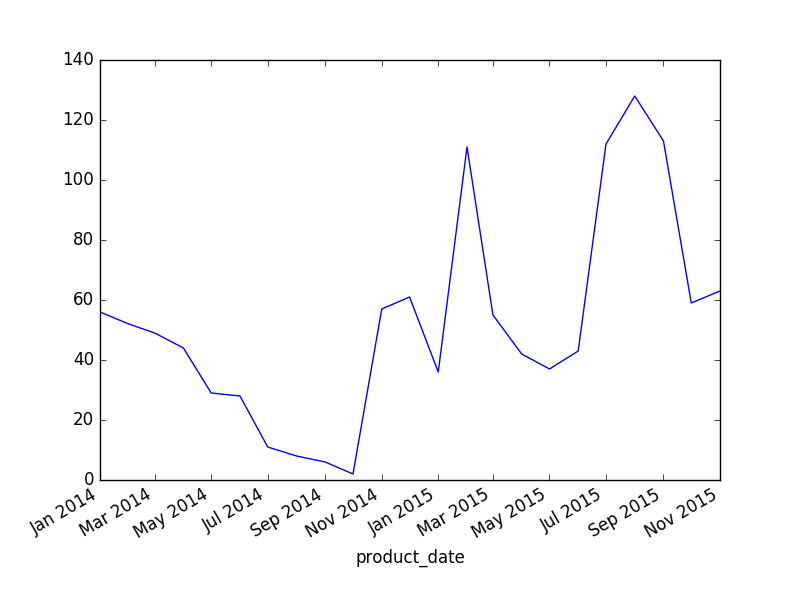 140
120
100
80
60
40
20
0
Jan 2014
Mar 2014
May 2014
Jul 2014
Sep 2014
Nov 2014
Jan 2015
Mar 2015
May 2015
Jul 2015
Sep 2015
Nov 2015
product_date